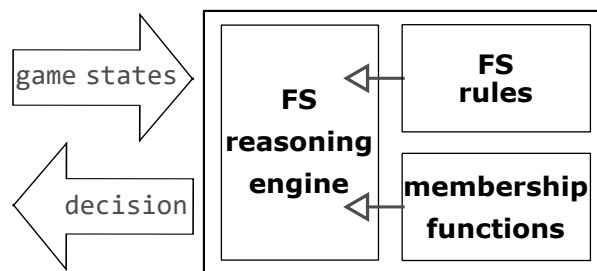 game states
decision
FS
reasoning
engine
FS
rules
membership
functions